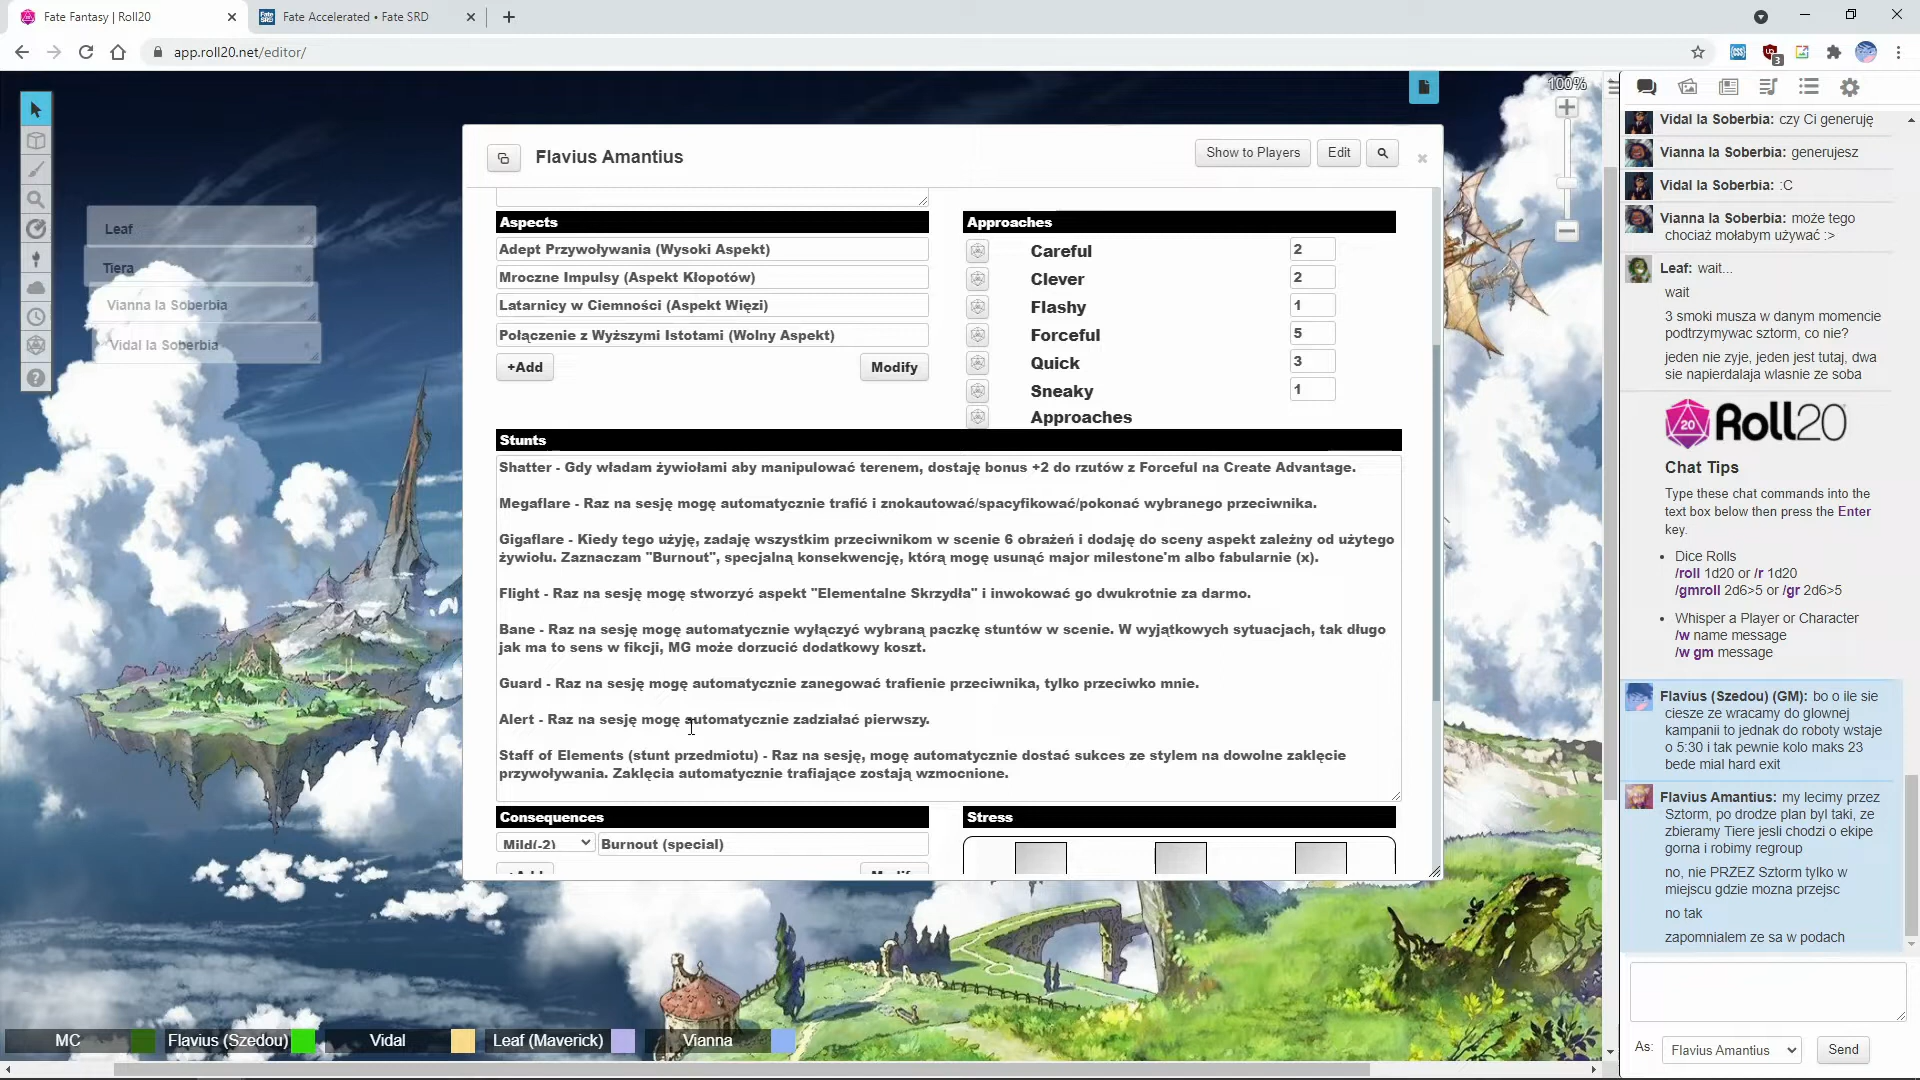 Fate Fantasy | Roll20
Fate Accelerated • Fate SRD
app.roll20.net/editor/
3
100%
Leaf
Tiera
Vianna la Soberbia
Vidal la Soberbia
Flavius Amantius
Show to Players
Edit
Aspects
Adept Przywoływania (Wysoki Aspekt)
Mroczne Impulsy (Aspekt Kłopotów)
Latarnicy w Ciemności (Aspekt Więzi)
Połączenie z Wyższymi Istotami (Wolny Aspekt)
+Add
Modify
Approaches
Careful 2
Clever 2
Flashy 1
Forceful 5
Quick 3
Sneaky 1
Approaches
Stunts
Shatter - Gdy władam żywiołami aby manipulować terenem, dostaję bonus +2 do rzutów z Forceful na Create Advantage.
Megaflare - Raz na sesję mogę automatycznie trafić i znokautować/spacyfikować/pokonać wybranego przeciwnika.
Gigaflare - Kiedy tego użyję, zadaję wszystkim przeciwnikom w scenie 6 obrażeń i dodaję do sceny aspekt zależny od użytego
żywiołu. Zaznaczam "Burnout", specjalną konsekwencję, którą mogę usunąć major milestone'm albo fabularnie (x).
Flight - Raz na sesję mogę stworzyć aspekt "Elementalne Skrzydła" i inwokować go dwukrotnie za darmo.
Bane - Raz na sesję mogę automatycznie wyłączyć wybraną paczkę stuntów w scenie. W wyjątkowych sytuacjach, tak długo
jak ma to sens w fikcji, MG może dorzucić dodatkowy koszt.
Guard - Raz na sesję mogę automatycznie zanegować trafienie przeciwnika, tylko przeciwko mnie.
Alert - Raz na sesję mogę automatycznie zadziałać pierwszy.
Staff of Elements (stunt przedmiotu) - Raz na sesję, mogę automatycznie dostać sukces ze stylem na dowolne zaklęcie
przywoływania. Zaklęcia automatycznie trafiające zostają wzmocnione.
Consequences
Mild(-2)
Burnout (special)
+Add
Modify
Stress
MC
Flavius (Szedou)
Vidal
Leaf (Maverick)
Vianna
Vidal la Soberbia: czy Ci generuję
Vianna la Soberbia: generujesz
Vidal la Soberbia: :C
Vianna la Soberbia: może tego
chociaż mołabym używać :>
Leaf: wait...
wait
3 smoki musza w danym momencie
podtrzymywac sztorm, co nie?
jeden nie zyje, jeden jest tutaj, dwa
sie napierdalaja wlasnie ze soba
20
Roll20
Chat Tips
Type these chat commands into the
text box below then press the Enter
key.
• Dice Rolls
/roll 1d20 or /r 1d20
/gmroll 2d6>5 or /gr 2d6>5
• Whisper a Player or Character
/w name message
/w gm message
Flavius (Szedou) (GM): bo o ile sie
ciesze ze wracamy do glownej
kampanii to jednak do roboty wstaje
o 5:30 i tak pewnie kolo maks 23
bede mial hard exit
Flavius Amantius: my lecimy przez
Sztorm, po drodze plan byl taki, ze
zbieramy Tiere jesli chodzi o ekipe
gorna i robimy regroup
no, nie PRZEZ Sztorm tylko w
miejscu gdzie mozna przejsc
no tak
zapomnialem ze sa w podach
As:
Flavius Amantius
Send